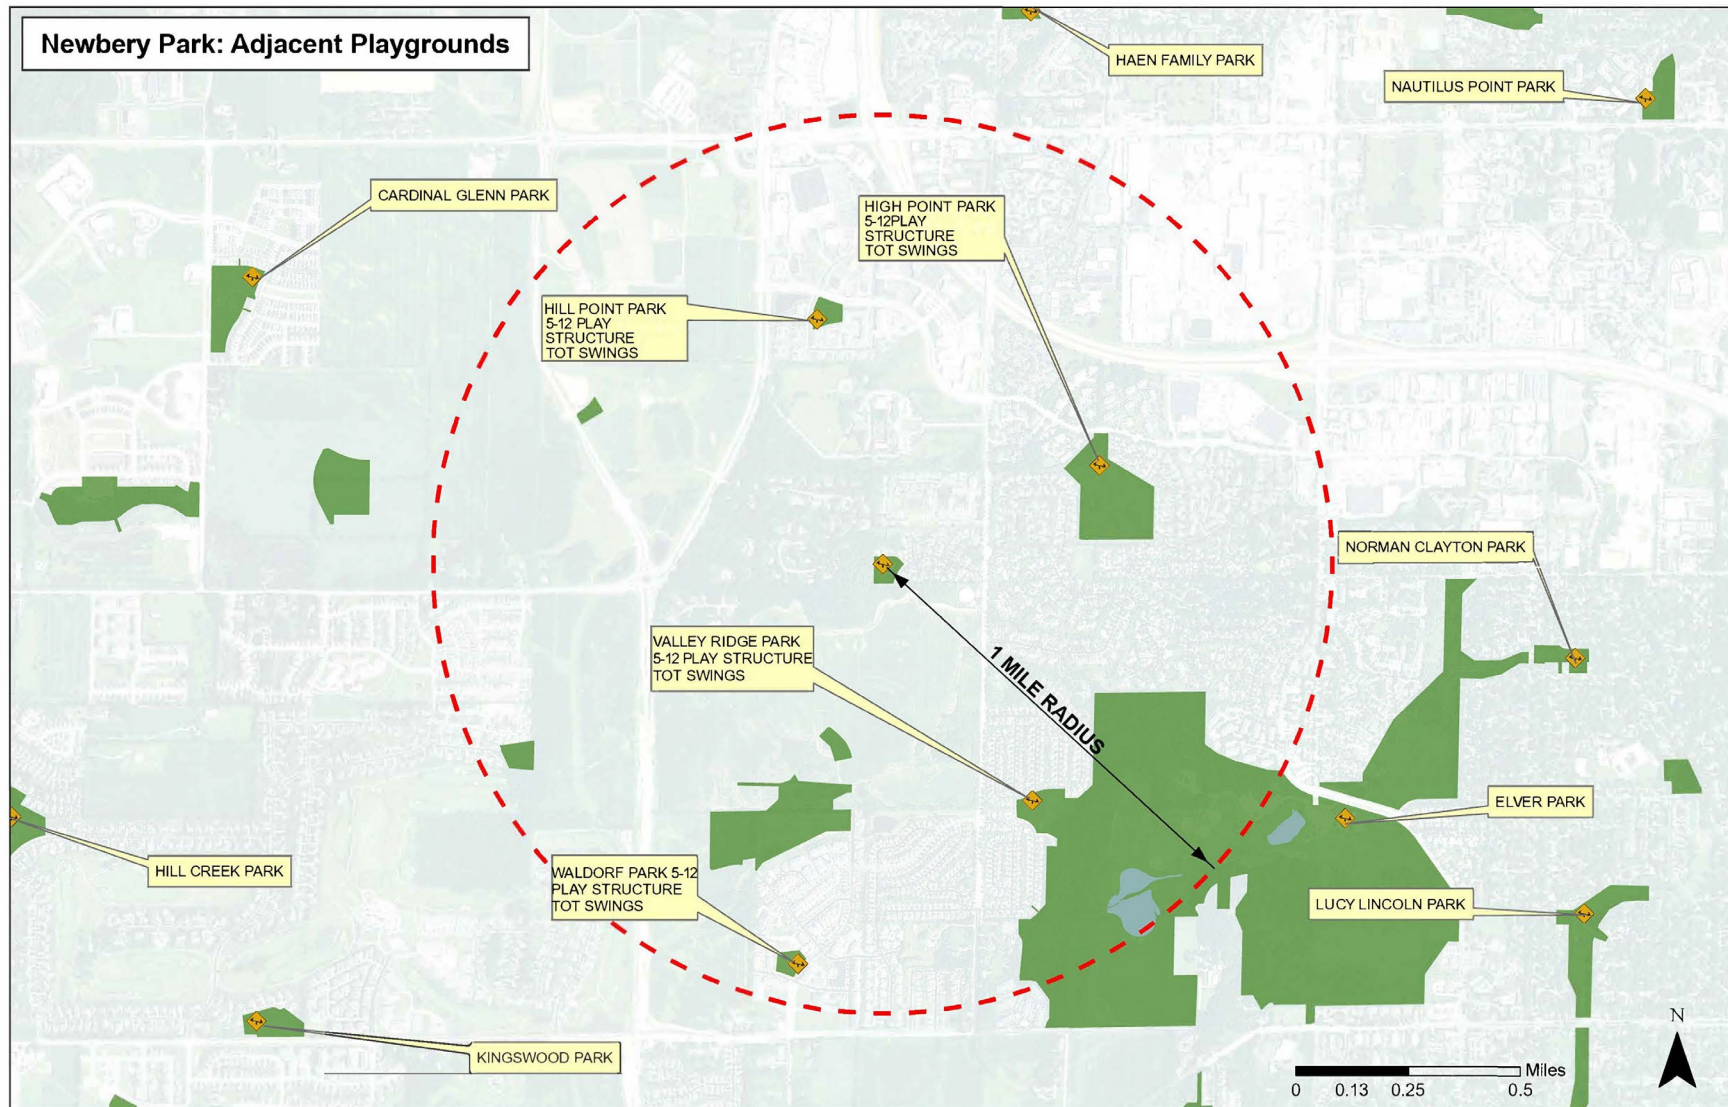 Newbery Park: Adjacent Playgrounds
HAEN FAMILY PARK
NAUTILUS POINT PARK
CARDINAL GLENN PARK
HIGH POINT PARK
5-12PLAY
STRUCTURE
TOT SWINGS
HILL POINT PARK
5-12 PLAY
STRUCTURE
TOT SWINGS
NORMAN CLAYTON PARK
VALLEY RIDGE PARK
5-12 PLAY STRUCTURE
TOT SWINGS
1 MILE RADIUS
ELVER PARK
HILL CREEK PARK
WALDORF PARK 5-12
PLAY STRUCTURE
TOT SWINGS
LUCY LINCOLN PARK
KINGSWOOD PARK
N
Miles
0 0.13 0.25 0.5